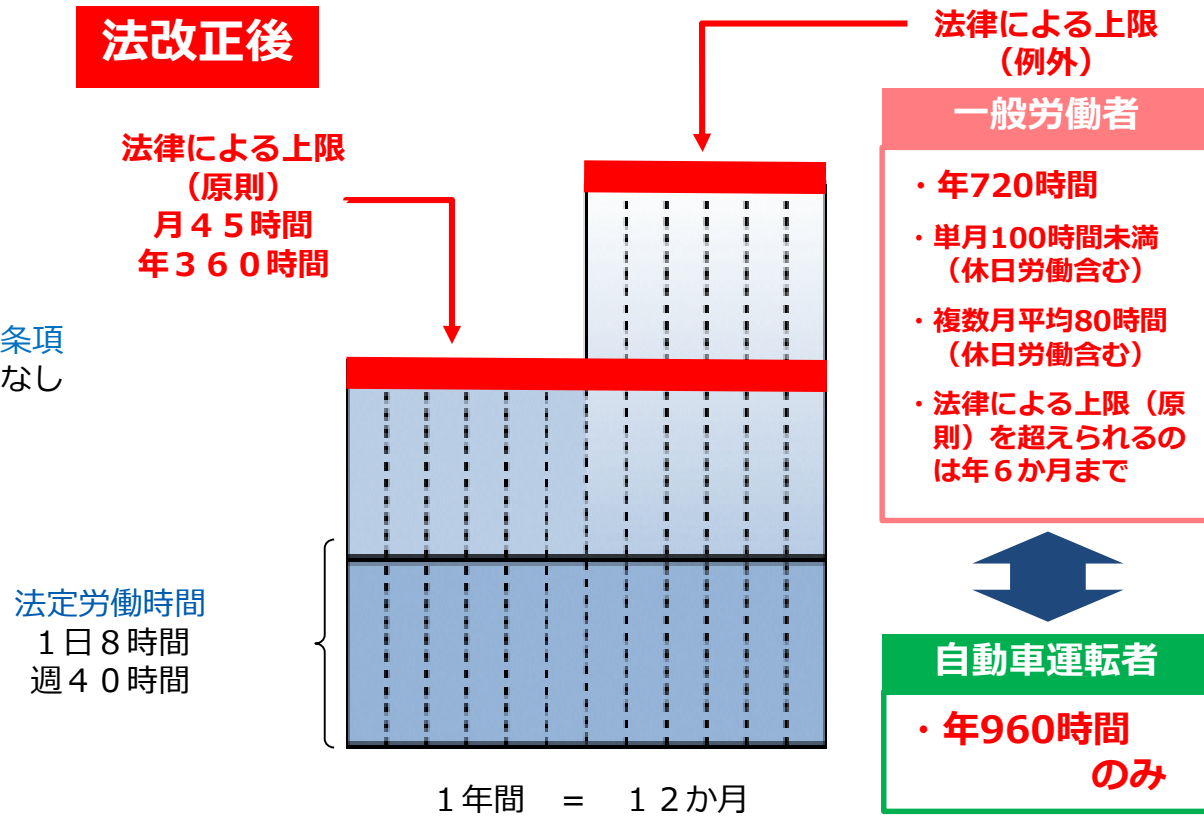 法改正後
法律による上限
（原則）
月４５時間
年３６０時間
条項
なし
法定労働時間
１日８時間
週４０時間
１年間　＝　１２か月
法律による上限
（例外）
一般労働者
・年720時間
・単月100時間未満
（休日労働含む）
・複数月平均80時間
（休日労働含む）
・法律による上限（原
則）を超えられるの
は年６か月まで
自動車運転者
・年960時間
のみ